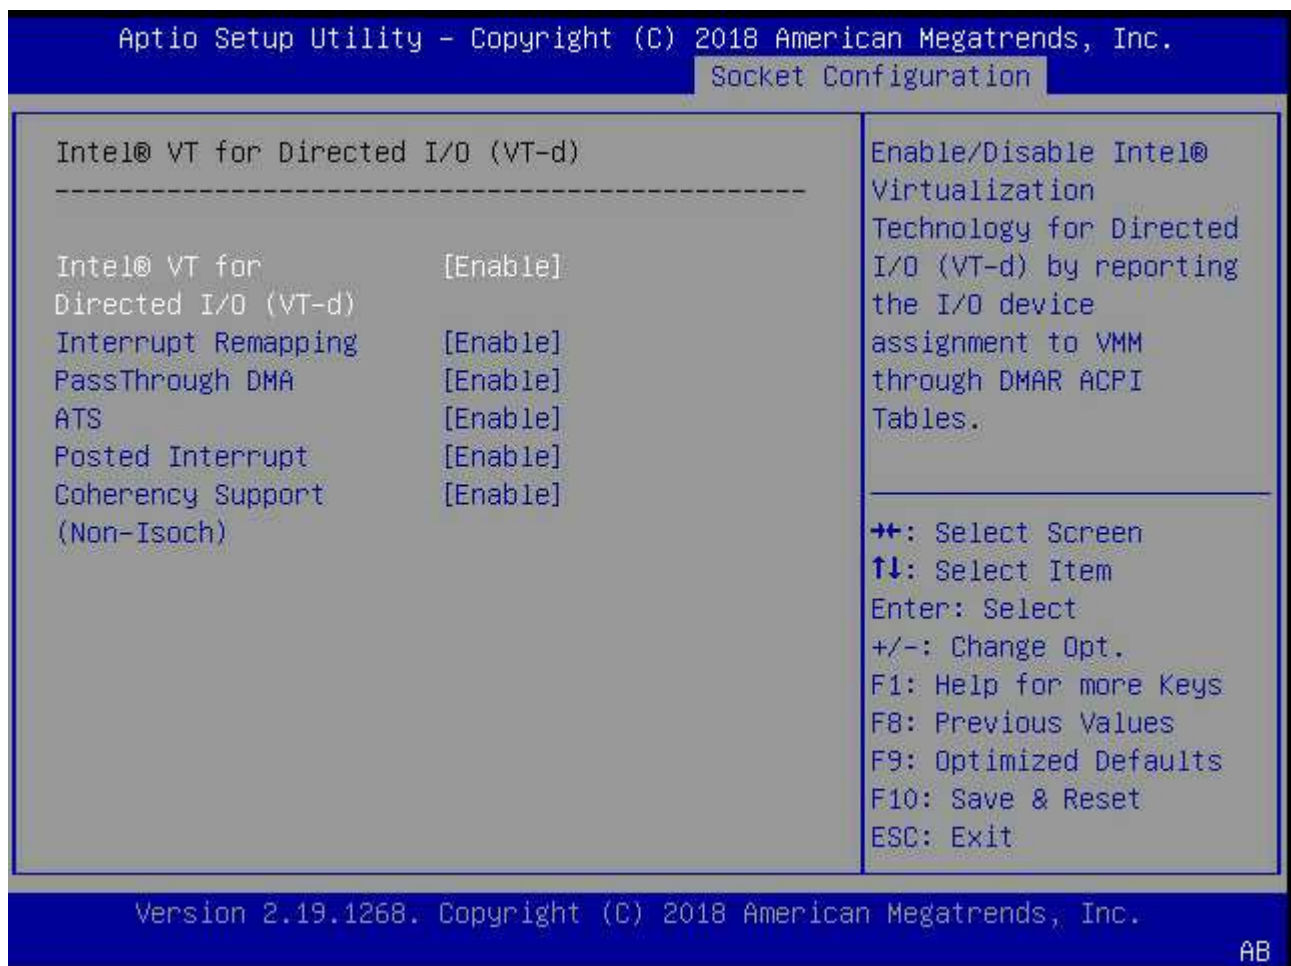 Aptio Setup Utility – Copyright (C) 2018 American Megatrends, Inc.
Socket Configuration
Intel® VT for Directed I/O (VT-d)
------------------------------------------------
Intel® VT for [Enable]
Directed I/O (VT-d)
Interrupt Remapping [Enable]
PassThrough DMA [Enable]
ATS [Enable]
Posted Interrupt [Enable]
Coherency Support [Enable]
(Non-Isoch)
Enable/Disable Intel®
Virtualization
Technology for Directed
I/O (VT-d) by reporting
the I/O device
assignment to VMM
through DMAR ACPI
Tables.
→←: Select Screen
↑↓: Select Item
Enter: Select
+/-: Change Opt.
F1: Help for more Keys
F8: Previous Values
F9: Optimized Defaults
F10: Save & Reset
ESC: Exit
Version 2.19.1268. Copyright (C) 2018 American Megatrends, Inc.
AB